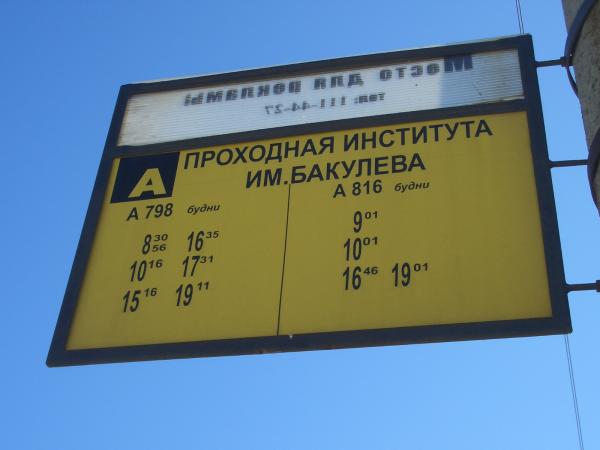 Место для рекламы
Тел: 111-44-27
А ПРОХОДНАЯ ИНСТИТУТА
ИМ.БАКУЛЕВА
А 798 будни
8 30 56 16 35
10 16 17 31
15 16 19 11
А 816 будни
9 01
10 01
16 46 19 01